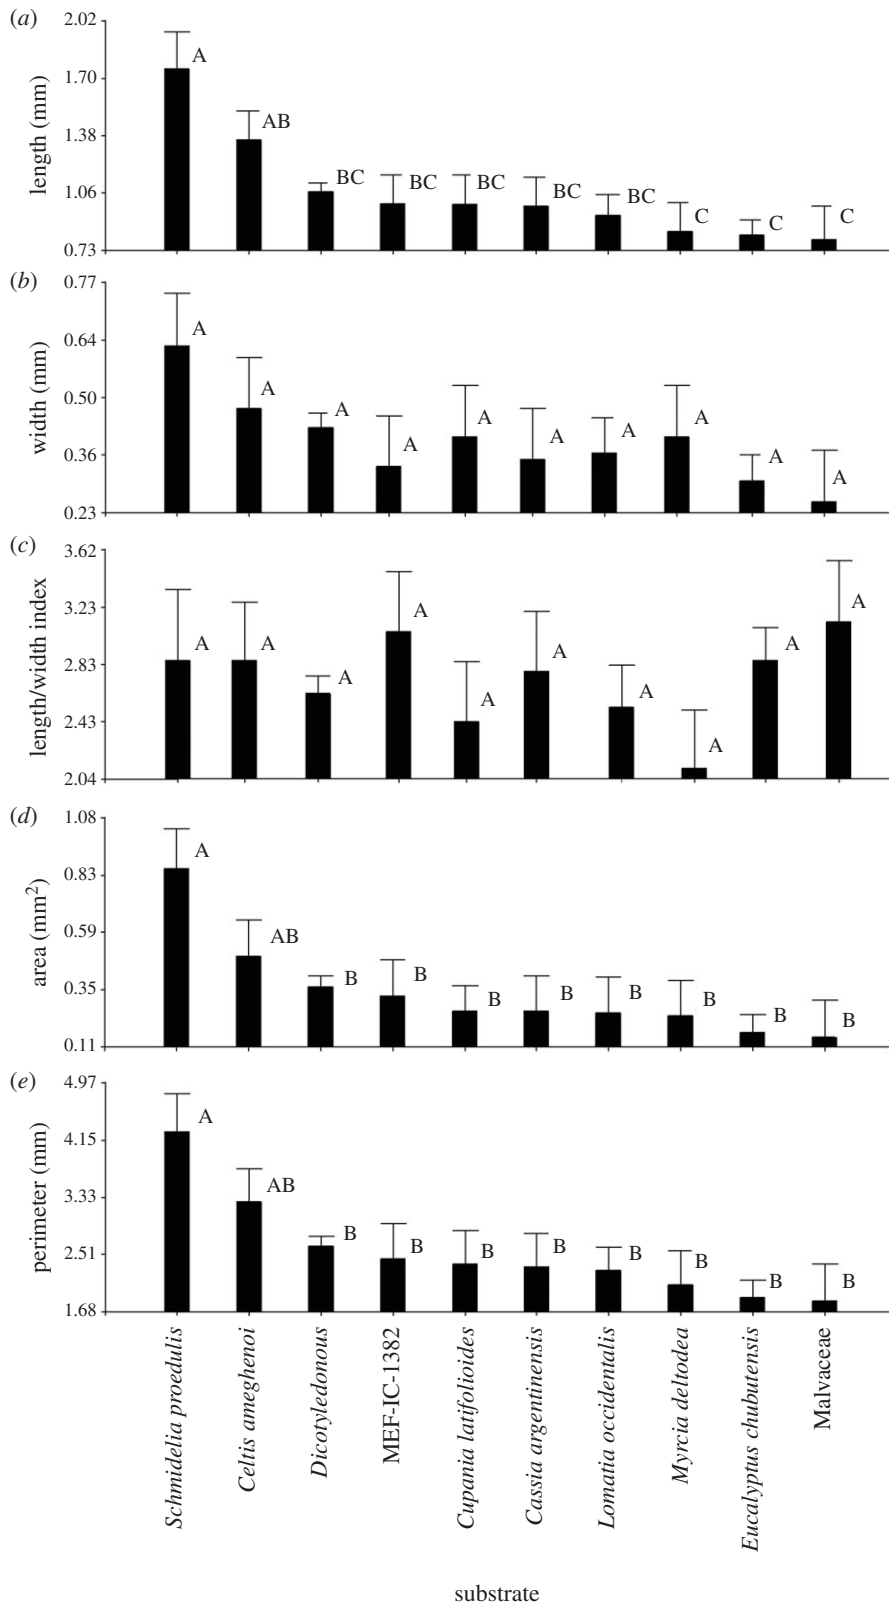 (a)
length (mm)
2.02
1.70
1.38
1.06
0.73
A
AB
BC
BC
BC
BC
BC
C
C
C
(b)
width (mm)
0.77
0.64
0.50
0.36
0.23
A
A
A
A
A
A
A
A
A
A
(c)
length/width index
3.62
3.23
2.83
2.43
2.04
A
A
A
A
A
A
A
A
A
A
(d)
area (mm²)
1.08
0.83
0.59
0.35
0.11
A
AB
B
B
B
B
B
B
B
B
(e)
perimeter (mm)
4.97
4.15
3.33
2.51
1.68
A
AB
B
B
B
B
B
B
B
B
Schmidelia proedulis
Celtis ameghenoi
Dicotyledonous
MEF-IC-1382
Cupania latifolioides
Cassia argentinensis
Lomatia occidentalis
Myrcia deltodea
Eucalyptus chubutensis
Malvaceae
substrate